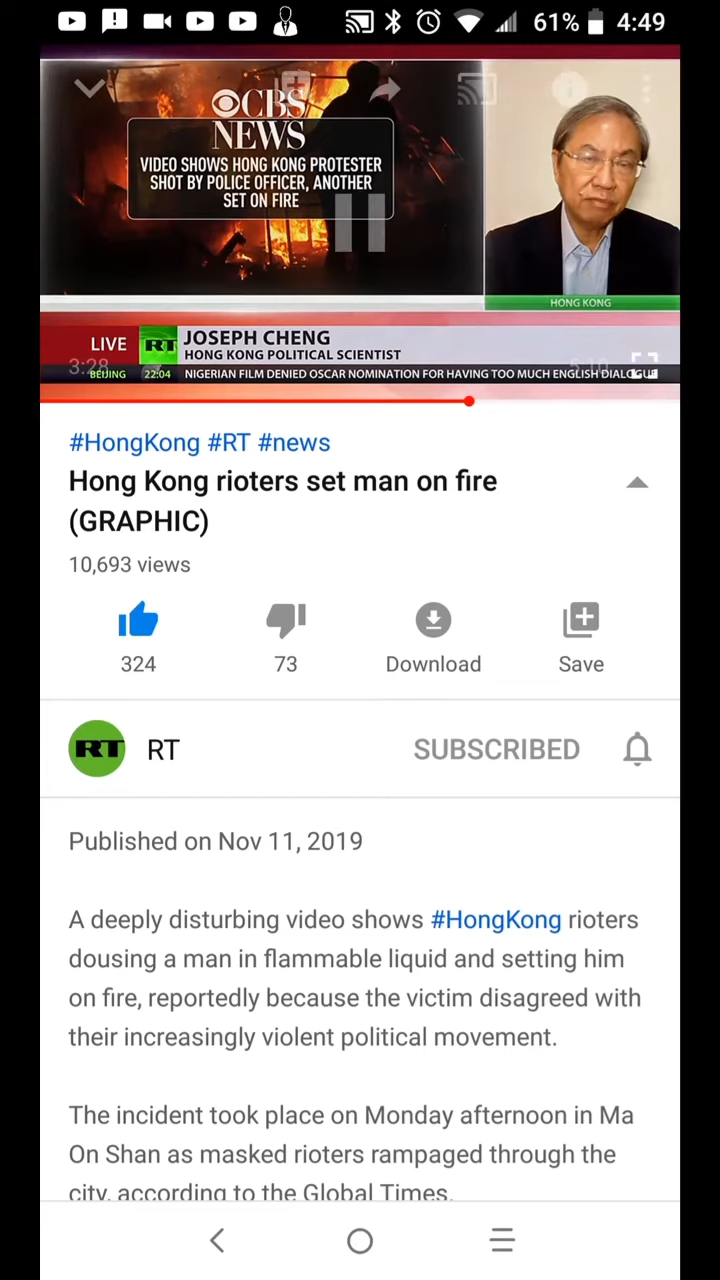 61% 4:49
CBS
NEWS
VIDEO SHOWS HONG KONG PROTESTER
SHOT BY POLICE OFFICER, ANOTHER
SET ON FIRE
HONG KONG
LIVE RT JOSEPH CHENG
HONG KONG POLITICAL SCIENTIST
3:28 5:10
BEIJING 22:04 NIGERIAN FILM DENIED OSCAR NOMINATION FOR HAVING TOO MUCH ENGLISH DIALOGUE
#HongKong #RT #news
Hong Kong rioters set man on fire
(GRAPHIC)
10,693 views
324 73 Download Save
RT RT SUBSCRIBED
Published on Nov 11, 2019
A deeply disturbing video shows #HongKong rioters
dousing a man in flammable liquid and setting him
on fire, reportedly because the victim disagreed with
their increasingly violent political movement.
The incident took place on Monday afternoon in Ma
On Shan as masked rioters rampaged through the
city, according to the Global Times.